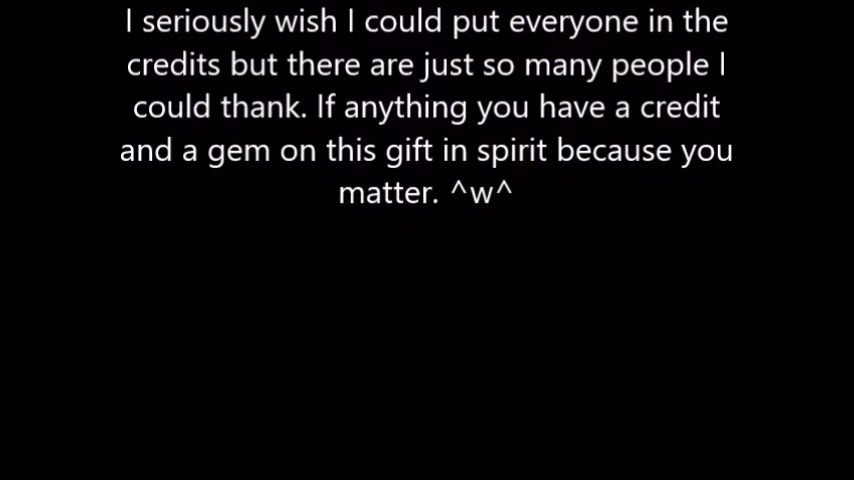 I seriously wish I could put everyone in the
credits but there are just so many people I
could thank. If anything you have a credit
and a gem on this gift in spirit because you
matter. ^w^